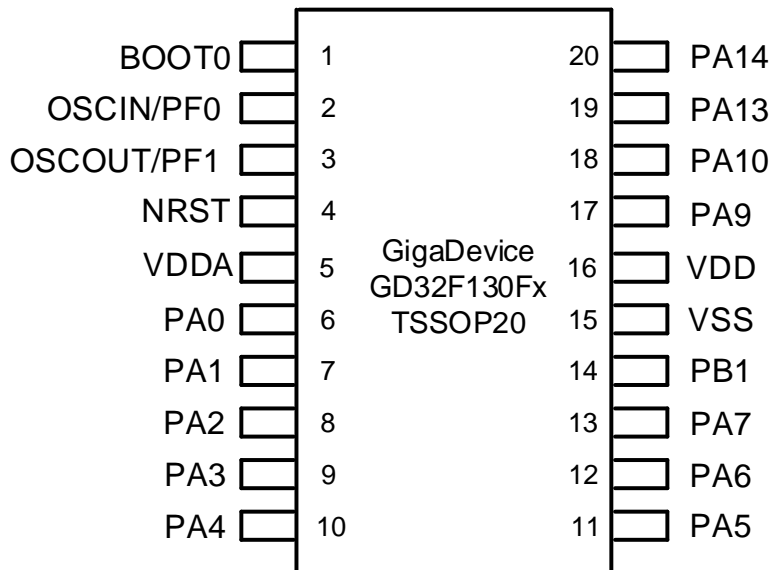 BOOT0 1 20 PA14
OSCIN/PF0 2 19 PA13
OSCOUT/PF1 3 18 PA10
NRST 4 17 PA9
VDDA 5 16 VDD
PA0 6 15 VSS
PA1 7 14 PB1
PA2 8 13 PA7
PA3 9 12 PA6
PA4 10 11 PA5
GigaDevice
GD32F130Fx
TSSOP20